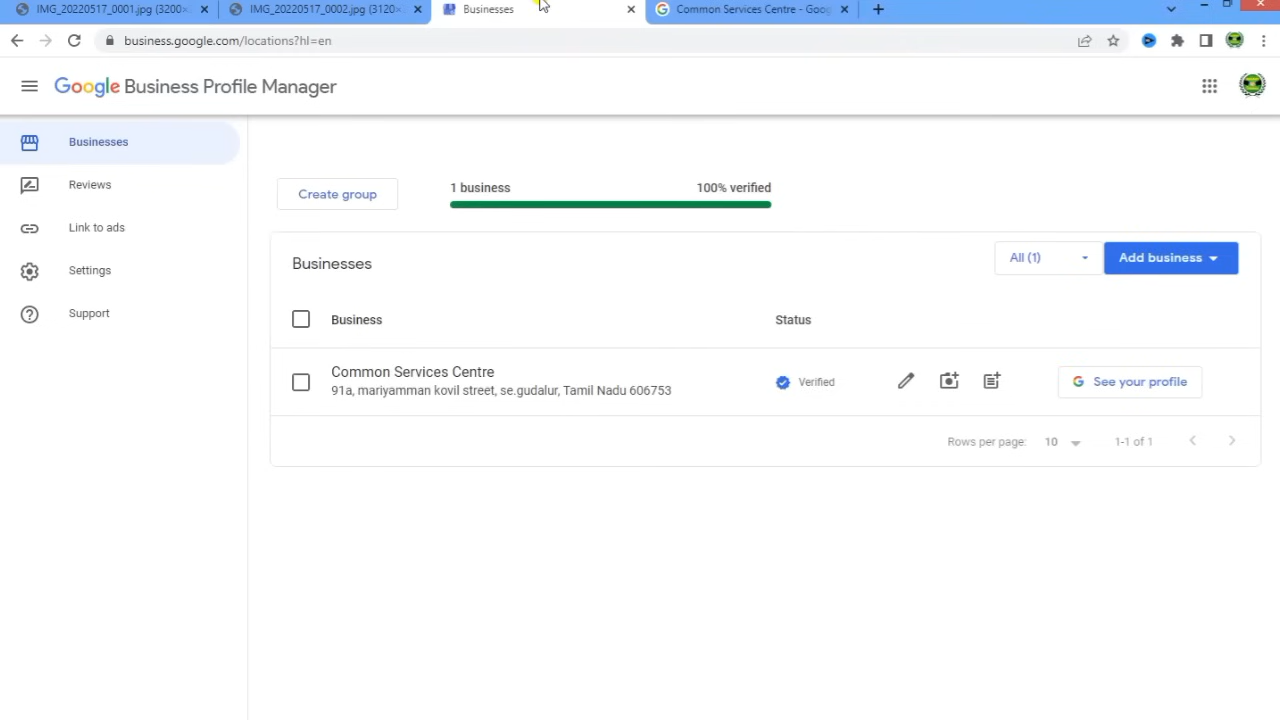 IMG_20220517_0001.jpg (3200×
IMG_20220517_0002.jpg (3120×
Businesses
Common Services Centre - Goog
business.google.com/locations?hl=en
Google Business Profile Manager
Businesses
Reviews
Link to ads
Settings
Support
Create group
1 business
100% verified
Businesses
All (1)
Add business
Business
Status
Common Services Centre
91a, mariyamman kovil street, se.gudalur, Tamil Nadu 606753
Verified
G See your profile
Rows per page:
10
1-1 of 1